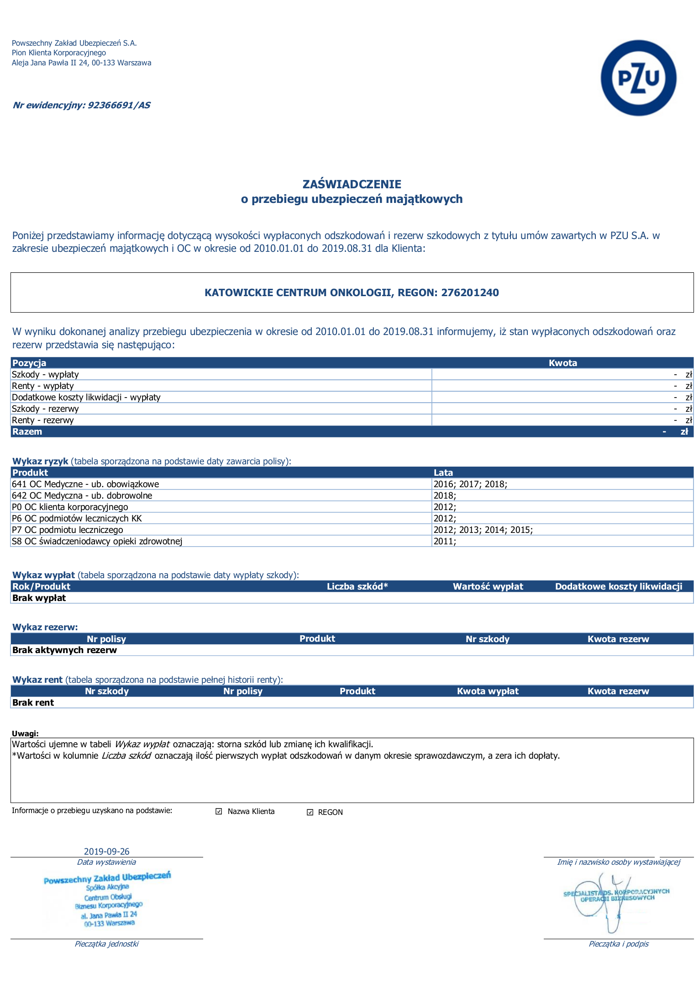 Powszechny Zakład Ubezpieczeń S.A.
Pion Klienta Korporacyjnego
Aleja Jana Pawła II 24, 00-133 Warszawa
PZU
Nr ewidencyjny: 92366691/AS
ZAŚWIADCZENIE
o przebiegu ubezpieczeń majątkowych
Poniżej przedstawiamy informację dotyczącą wysokości wypłaconych odszkodowań i rezerw szkodowych z tytułu umów zawartych w PZU S.A. w
zakresie ubezpieczeń majątkowych i OC w okresie od 2010.01.01 do 2019.08.31 dla Klienta:
KATOWICKIE CENTRUM ONKOLOGII, REGON: 276201240
W wyniku dokonanej analizy przebiegu ubezpieczenia w okresie od 2010.01.01 do 2019.08.31 informujemy, iż stan wypłaconych odszkodowań oraz
rezerw przedstawia się następująco:
Pozycja Kwota
Szkody - wypłaty - zł
Renty - wypłaty - zł
Dodatkowe koszty likwidacji - wypłaty - zł
Szkody - rezerwy - zł
Renty - rezerwy - zł
Razem - zł
Wykaz ryzyk (tabela sporządzona na podstawie daty zawarcia polisy):
Produkt Lata
641 OC Medyczne - ub. obowiązkowe 2016; 2017; 2018;
642 OC Medyczna - ub. dobrowolne 2018;
P0 OC klienta korporacyjnego 2012;
P6 OC podmiotów leczniczych KK 2012;
P7 OC podmiotu leczniczego 2012; 2013; 2014; 2015;
S8 OC świadczeniodawcy opieki zdrowotnej 2011;
Wykaz wypłat (tabela sporządzona na podstawie daty wypłaty szkody):
Rok/Produkt Liczba szkód* Wartość wypłat Dodatkowe koszty likwidacji
Brak wypłat
Wykaz rezerw:
Nr polisy Produkt Nr szkody Kwota rezerw
Brak aktywnych rezerw
Wykaz rent (tabela sporządzona na podstawie pełnej historii renty):
Nr szkody Nr polisy Produkt Kwota wypłat Kwota rezerw
Brak rent
Uwagi:
Wartości ujemne w tabeli Wykaz wypłat oznaczają: storna szkód lub zmianę ich kwalifikacji.
*Wartości w kolumnie Liczba szkód oznaczają ilość pierwszych wypłat odszkodowań w danym okresie sprawozdawczym, a zera ich dopłaty.
Informacje o przebiegu uzyskano na podstawie: ☑ Nazwa Klienta ☑ REGON
2019-09-26
Data wystawienia Imię i nazwisko osoby wystawiającej
Powszechny Zakład Ubezpieczeń
Spółka Akcyjna
Centrum Obsługi
Biznesu Korporacyjnego
al. Jana Pawła II 24
00-133 Warszawa
SPECJALISTA DS. KORPORACYJNYCH
OPERACJI BIZNESOWYCH
Pieczątka jednostki Pieczątka i podpis